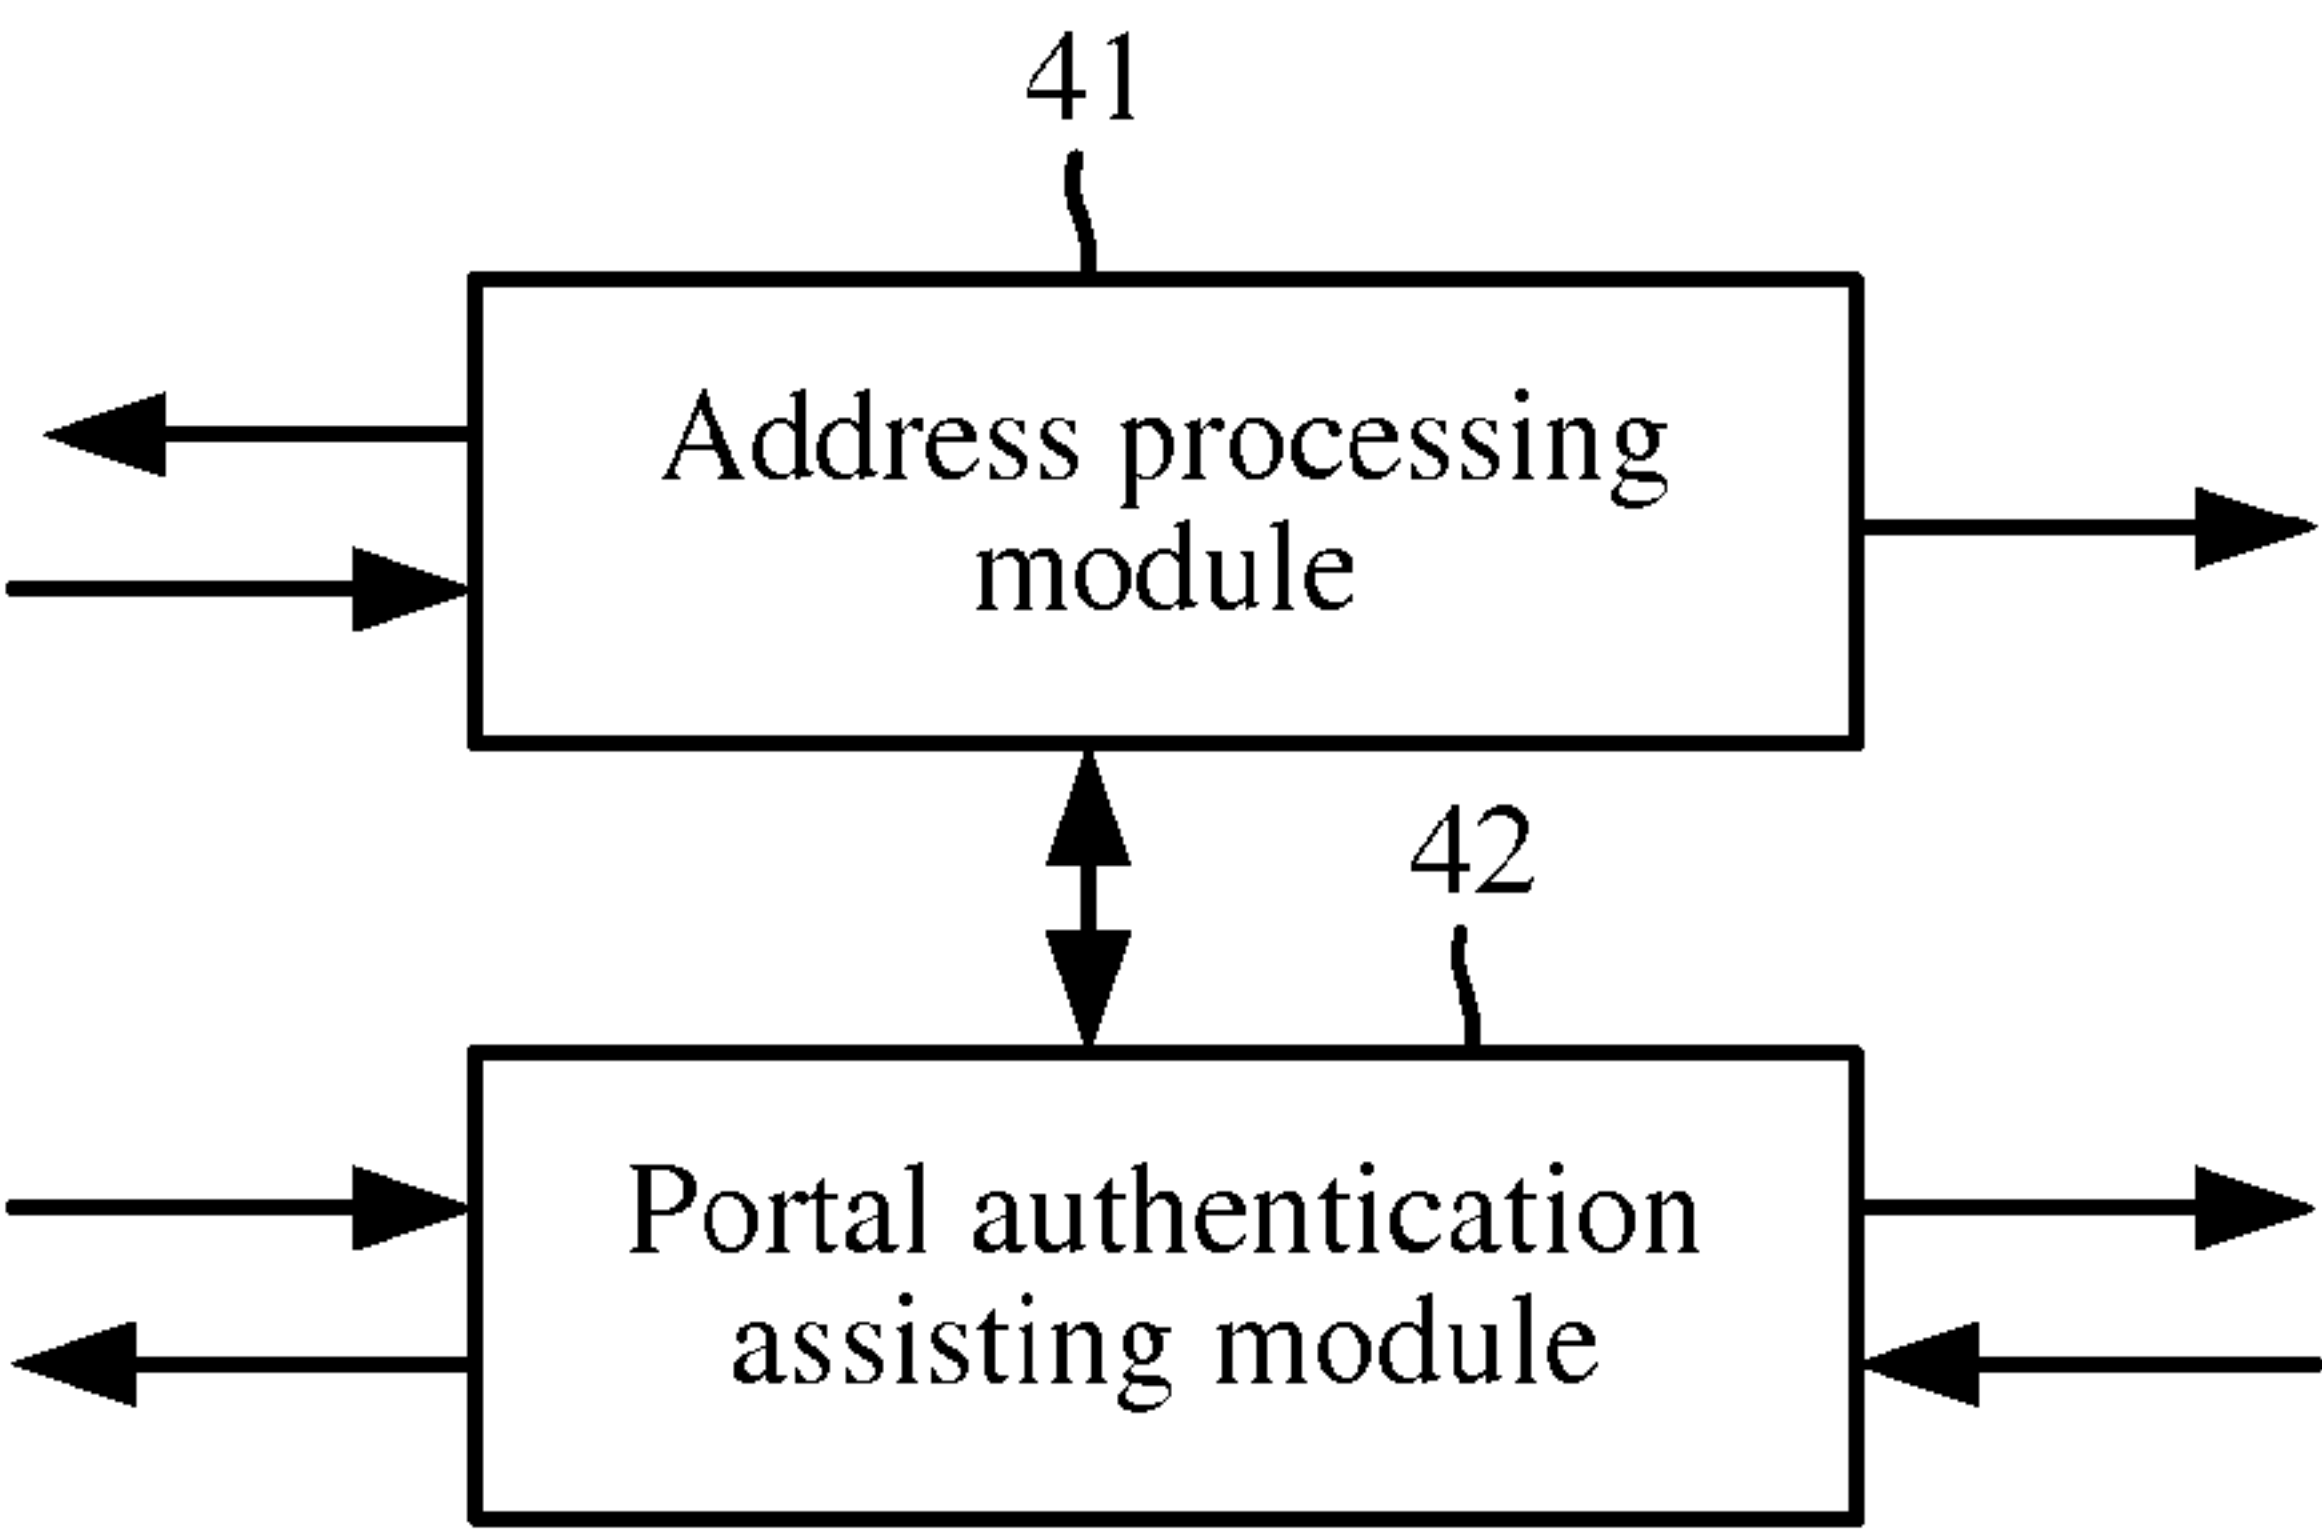 41
Address processing
module
42
Portal authentication
assisting module